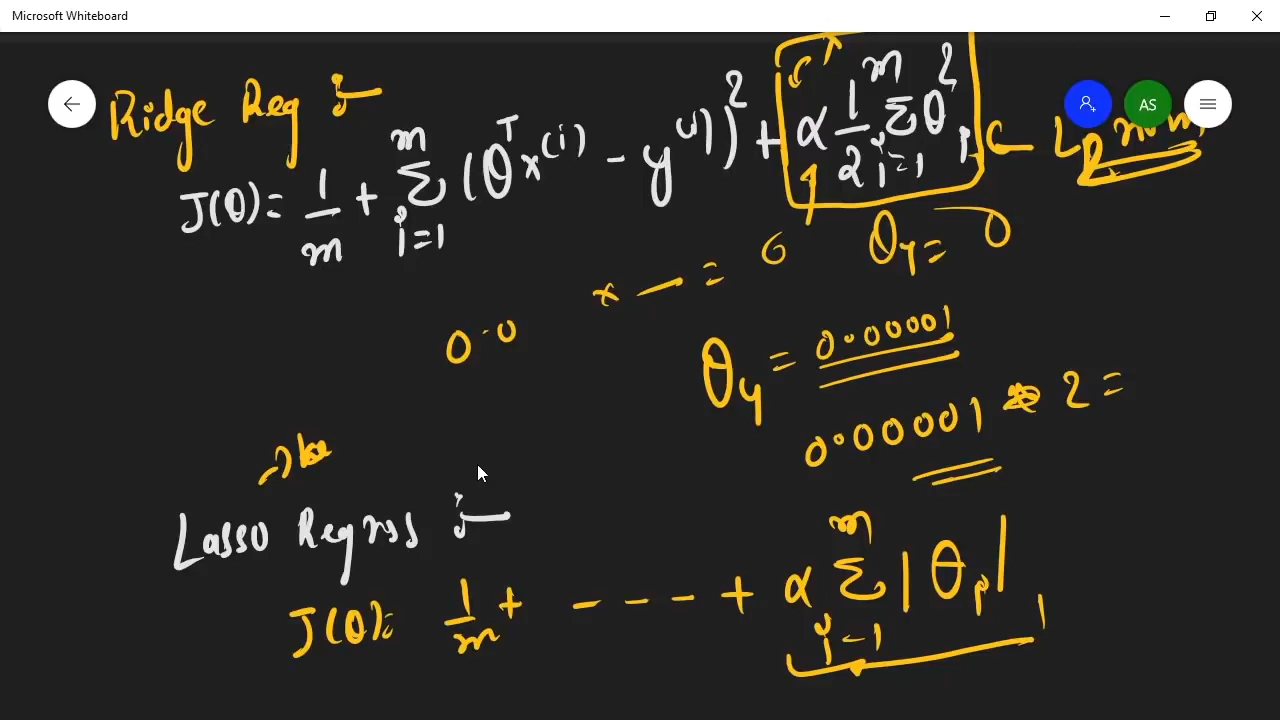 Microsoft Whiteboard
AS
Ridge Reg :-
J(θ) = 1/m + Σ_{i=1}^{m} (θ^T x^(i) - y^(i))^2 + α 1/2 Σ_{i=1}^{m} θ_i^2 ← L2 norm
x — = 0 θ_4 = 0
0.0
θ_4 = 0.00001
0.00001 * 2 =
Lasso Regress :-
J(θ): 1/m + - - - - + α Σ_{i=1}^{m} |θ_i|